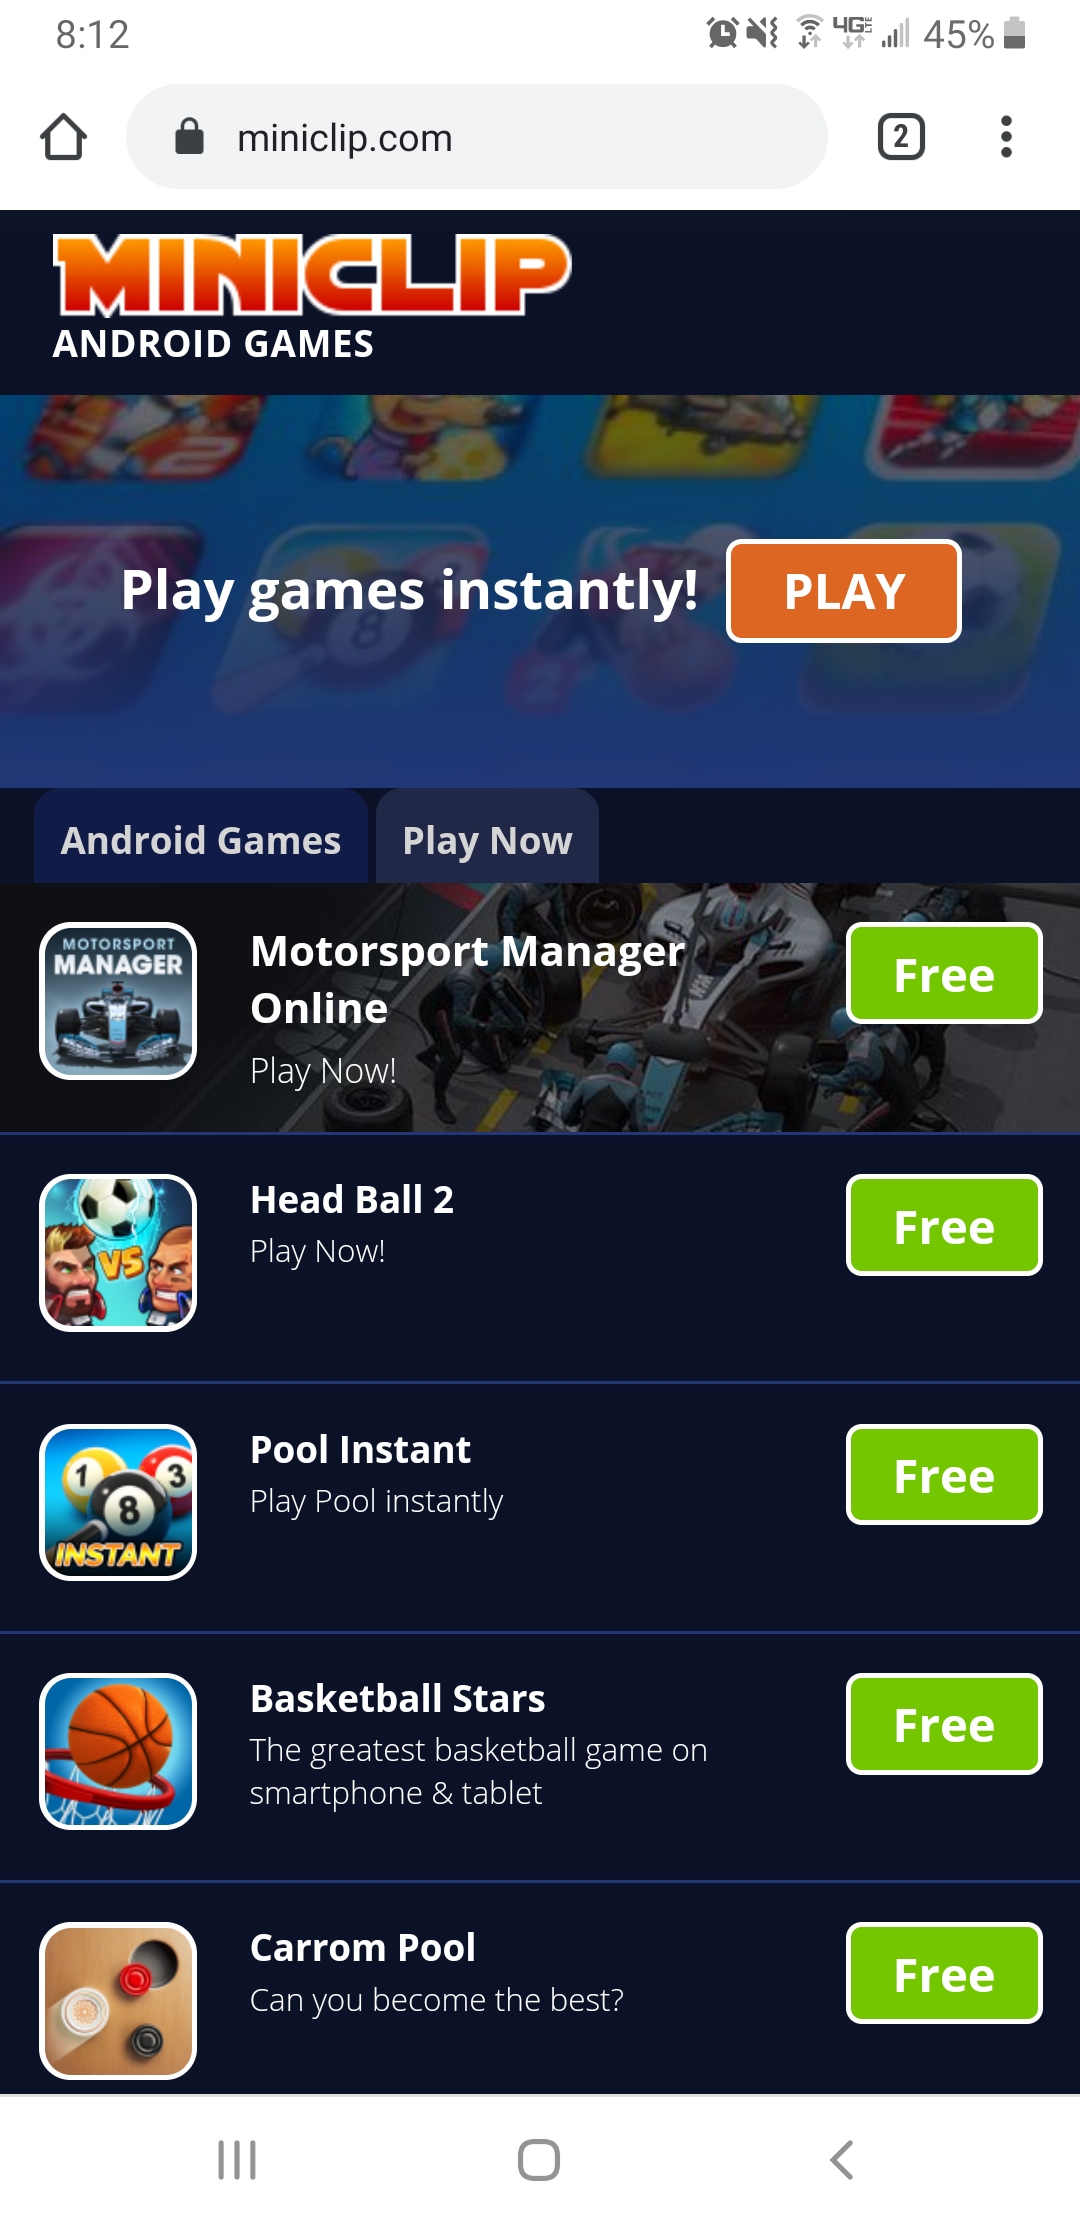 8:12
4G LTE
45%
miniclip.com
2
MINICLIP
ANDROID GAMES
Play games instantly!
PLAY
Android Games
Play Now
MOTORSPORT
MANAGER
Motorsport Manager
Online
Play Now!
Free
VS
Head Ball 2
Play Now!
Free
1
3
8
INSTANT
Pool Instant
Play Pool instantly
Free
Basketball Stars
The greatest basketball game on
smartphone & tablet
Free
Carrom Pool
Can you become the best?
Free